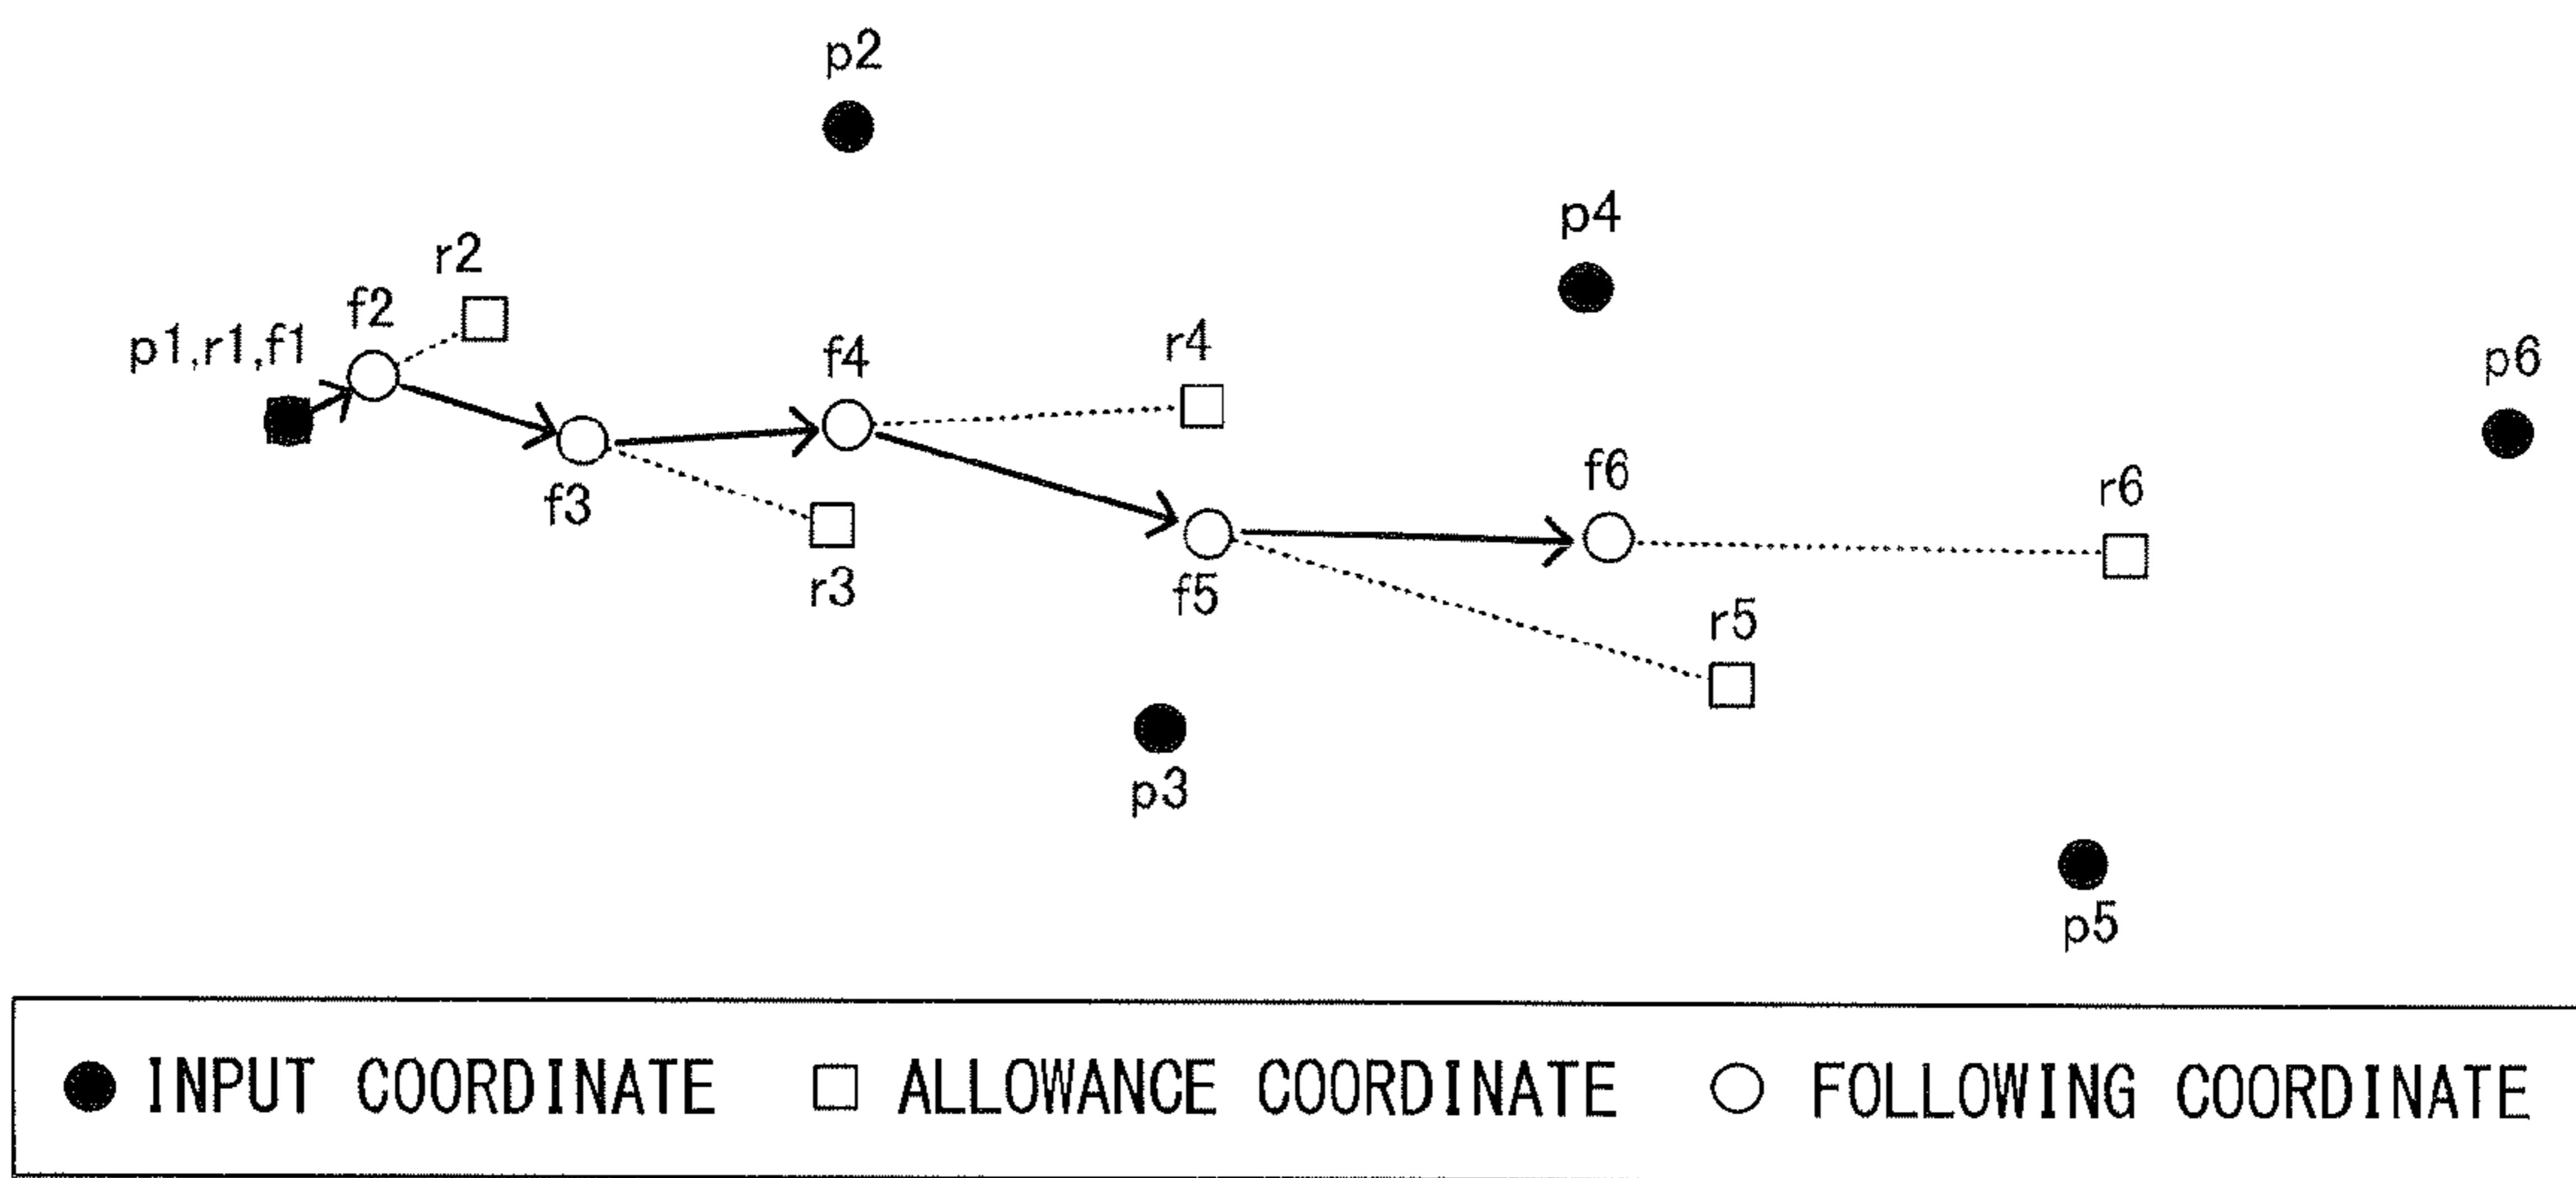 p2
p4
r2
f2
p1,r1,f1
r4
f4
p6
f6
r6
f3
r3
f5
r5
p3
p5
INPUT COORDINATE ALLOWANCE COORDINATE FOLLOWING COORDINATE